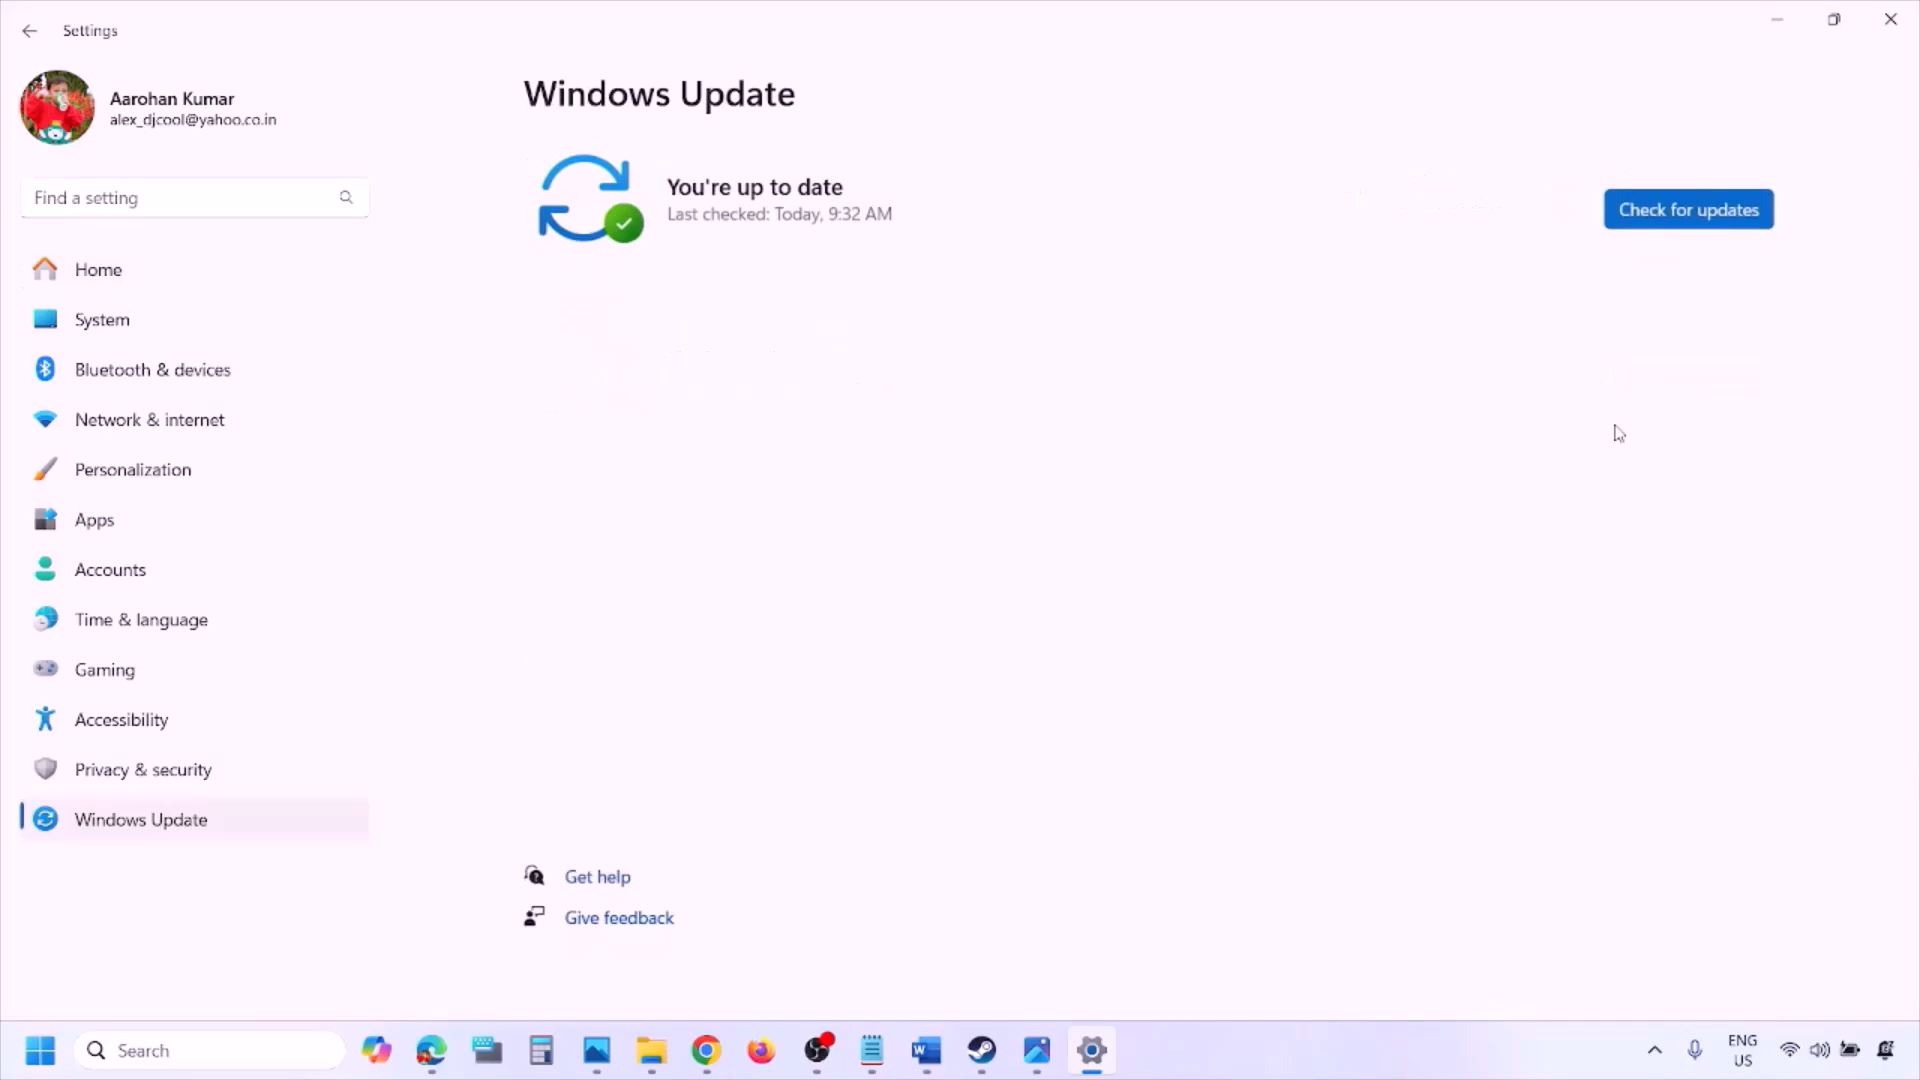 Settings
Aarohan Kumar
alex_djcool@yahoo.co.in
Find a setting
Home
System
Bluetooth & devices
Network & internet
Personalization
Apps
Accounts
Time & language
Gaming
Accessibility
Privacy & security
Windows Update
Windows Update
You're up to date
Last checked: Today, 9:32 AM
Check for updates
Get help
Give feedback
Search
ENG
US